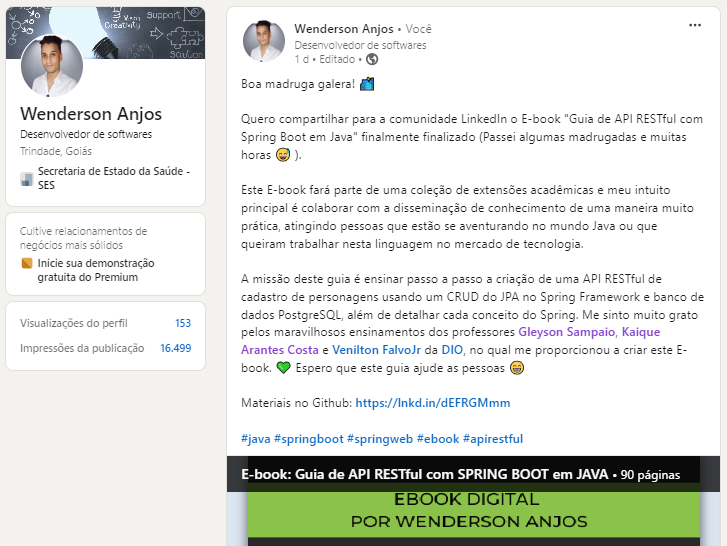 Support
Creativity
Solution
Wenderson Anjos
Desenvolvedor de softwares
Trindade, Goiás
Secretaria de Estado da Saúde -
SES
Cultive relacionamentos de
negócios mais sólidos
Inicie sua demonstração
gratuita do Premium
Visualizações do perfil 153
Impressões da publicação 16.499
Wenderson Anjos • Você
Desenvolvedor de softwares
1 d • Editado •
Boa madruga galera!
Quero compartilhar para a comunidade LinkedIn o E-book "Guia de API RESTful com
Spring Boot em Java" finalmente finalizado (Passei algumas madrugadas e muitas
horas 😅 ).
Este E-book fará parte de uma coleção de extensões acadêmicas e meu intuito
principal é colaborar com a disseminação de conhecimento de uma maneira muito
prática, atingindo pessoas que estão se aventurando no mundo Java ou que
queiram trabalhar nesta linguagem no mercado de tecnologia.
A missão deste guia é ensinar passo a passo a criação de uma API RESTful de
cadastro de personagens usando um CRUD do JPA no Spring Framework e banco de
dados PostgreSQL, além de detalhar cada conceito do Spring. Me sinto muito grato
pelos maravilhosos ensinamentos dos professores Gleyson Sampaio, Kaique
Arantes Costa e Venilton FalvoJr da DIO, no qual me proporcionou a criar este E-
book. 💚 Espero que este guia ajude as pessoas 😁
Materiais no Github: https://lnkd.in/dEFRGMmm
#java #springboot #springweb #ebook #apirestful
E-book: Guia de API RESTful com SPRING BOOT em JAVA • 90 páginas
EBOOK DIGITAL
POR WENDERSON ANJOS